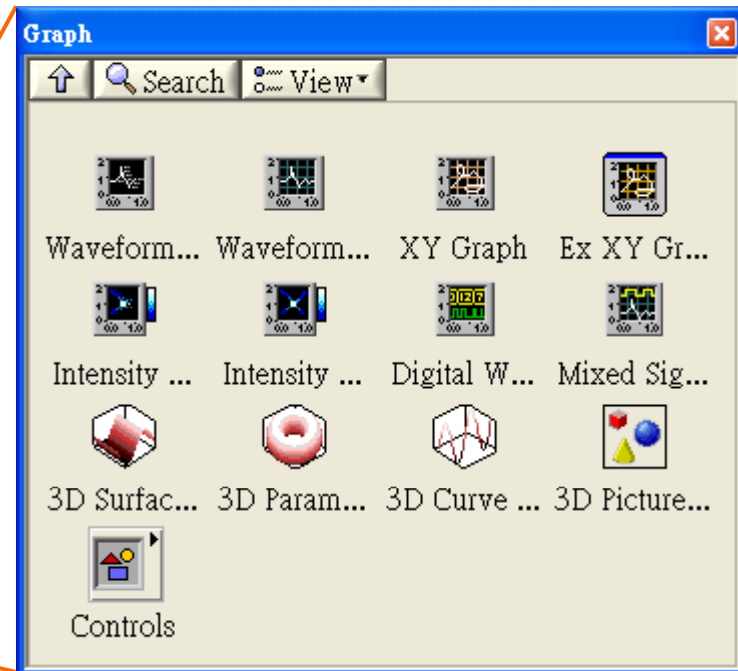 Graph
Search View
Waveform... Waveform... XY Graph Ex XY Gr...
Intensity ... Intensity ... Digital W... Mixed Sig...
3D Surfac... 3D Param... 3D Curve ... 3D Picture...
Controls